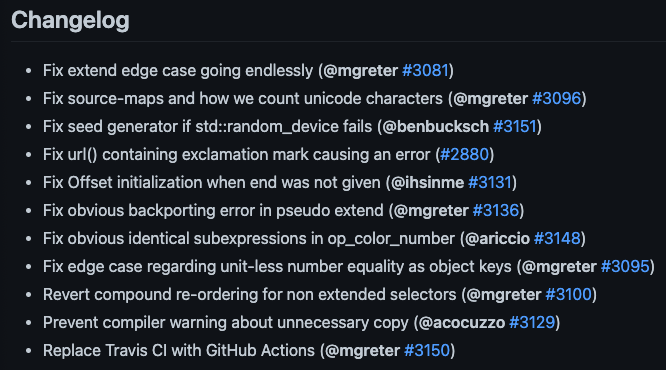 Changelog
• Fix extend edge case going endlessly (@mgreter #3081)
• Fix source-maps and how we count unicode characters (@mgreter #3096)
• Fix seed generator if std::random_device fails (@benbucksch #3151)
• Fix url() containing exclamation mark causing an error (#2880)
• Fix Offset initialization when end was not given (@ihsinme #3131)
• Fix obvious backporting error in pseudo extend (@mgreter #3136)
• Fix obvious identical subexpressions in op_color_number (@ariccio #3148)
• Fix edge case regarding unit-less number equality as object keys (@mgreter #3095)
• Revert compound re-ordering for non extended selectors (@mgreter #3100)
• Prevent compiler warning about unnecessary copy (@acocuzzo #3129)
• Replace Travis CI with GitHub Actions (@mgreter #3150)